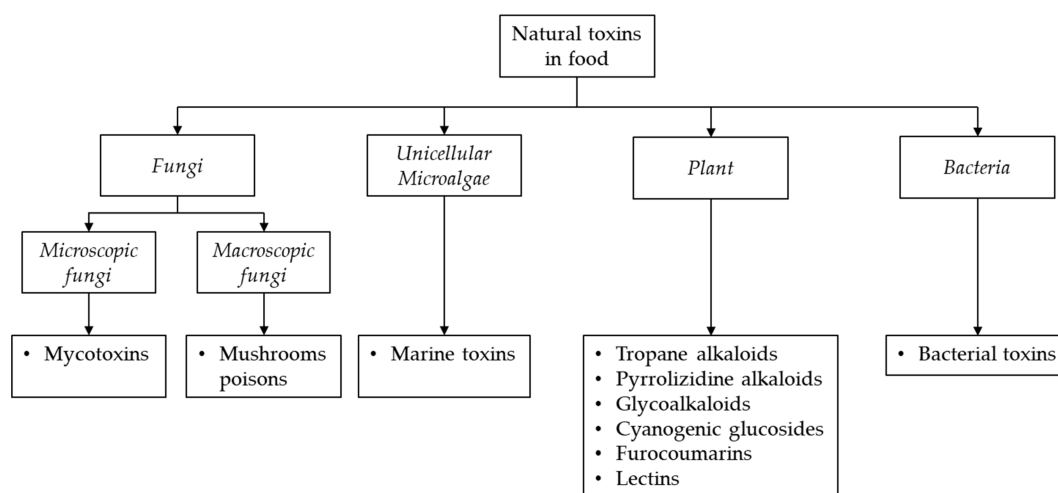 Natural toxins
in food
Fungi
Unicellular
Microalgae
Plant
Bacteria
Microscopic
fungi
Macroscopic
fungi
• Mycotoxins
• Mushrooms
poisons
• Marine toxins
• Tropane alkaloids
• Pyrrolizidine alkaloids
• Glycoalkaloids
• Cyanogenic glucosides
• Furocoumarins
• Lectins
• Bacterial toxins